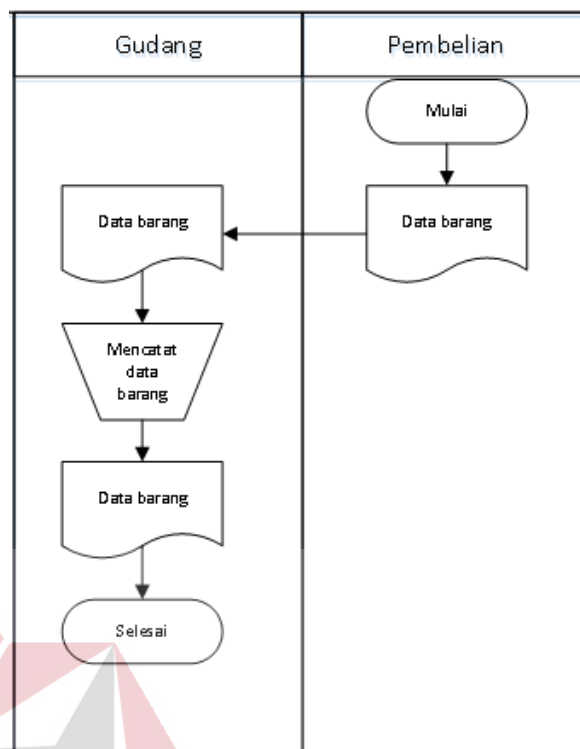 Gudang
Pembelian
Mulai
Data barang
Data barang
Mencatat
data
barang
Data barang
Selesai